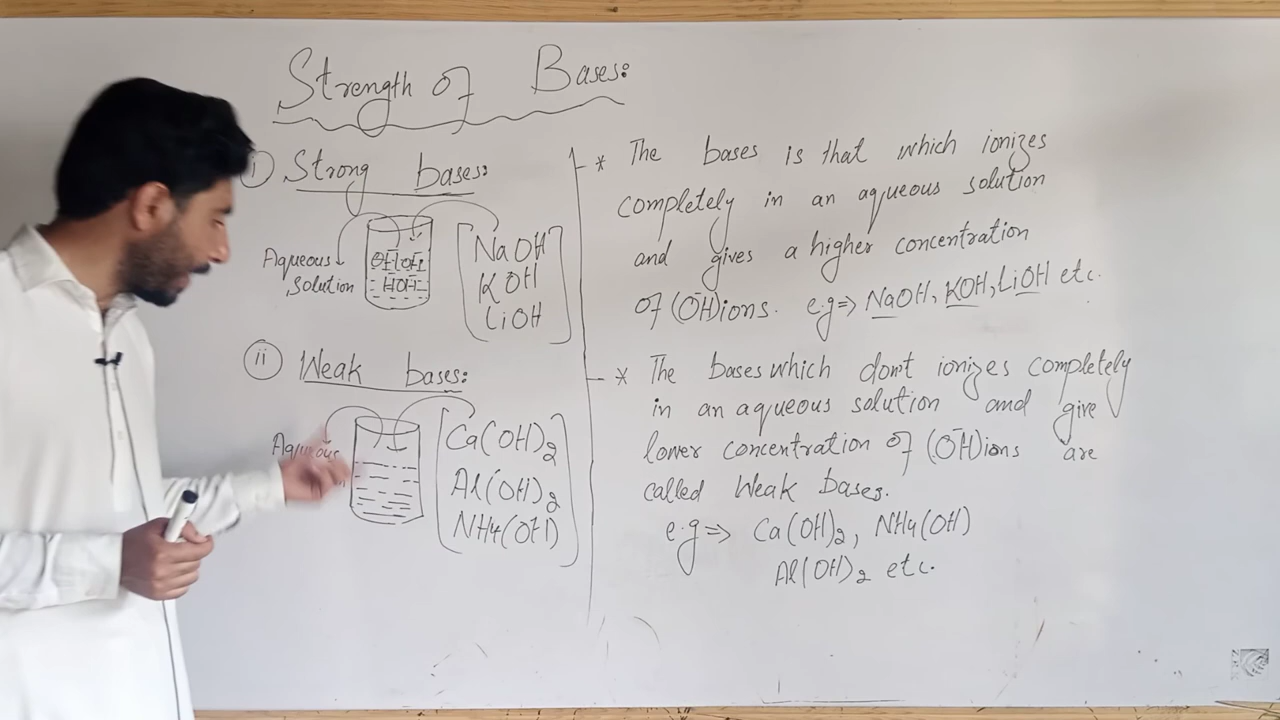 Strength of Bases:
i) Strong bases:
Aqueous
solution
OH OH
HOH
NaOH
KOH
LiOH
* The bases is that which ionizes
completely in an aqueous solution
and gives a higher concentration
of (OH̄)ions. e.g⇒ NaOH, KOH, LiOH etc.
ii) Weak bases:
Aqueous
Ca(OH)₂
Al(OH)₂
NH4(OH)
* The bases which don't ionizes completely
in an aqueous solution and give
lower concentration of (OH̄)ions are
called Weak bases.
e.g⇒ Ca(OH)₂, NH4(OH)
Al(OH)₂ etc.